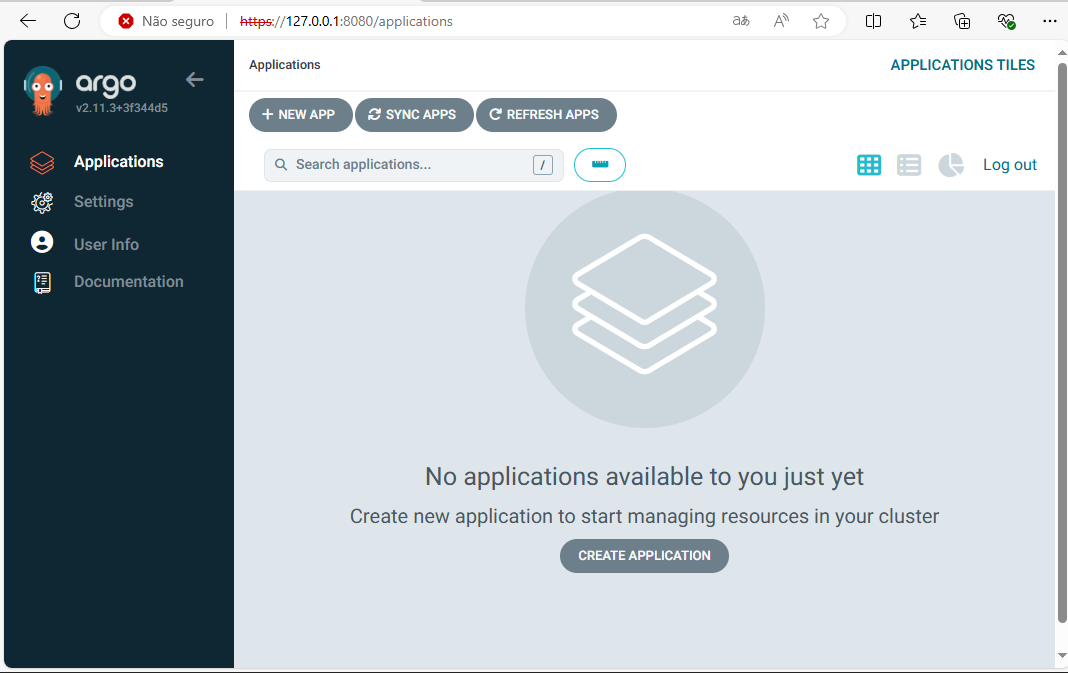 Não seguro https://127.0.0.1:8080/applications aあ A
argo
v2.11.3+3f344d5
Applications
Settings
User Info
Documentation
Applications APPLICATIONS TILES
+ NEW APP SYNC APPS REFRESH APPS
Search applications... / Log out
No applications available to you just yet
Create new application to start managing resources in your cluster
CREATE APPLICATION